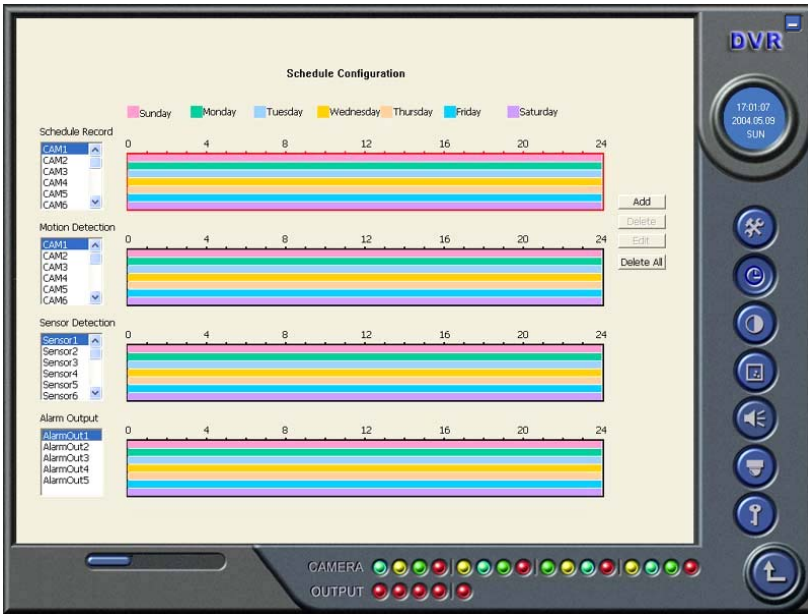 DVR
17:01:07
2004.05.09
SUN
Schedule Configuration
Sunday Monday Tuesday Wednesday Thursday Friday Saturday
Schedule Record
CAM1
CAM2
CAM3
CAM4
CAM5
CAM6
0 4 8 12 16 20 24
Add
Delete
Edit
Delete All
Motion Detection
CAM1
CAM2
CAM3
CAM4
CAM5
CAM6
0 4 8 12 16 20 24
Sensor Detection
Sensor1
Sensor2
Sensor3
Sensor4
Sensor5
Sensor6
0 4 8 12 16 20 24
Alarm Output
AlarmOut1
AlarmOut2
AlarmOut3
AlarmOut4
AlarmOut5
0 4 8 12 16 20 24
CAMERA
OUTPUT